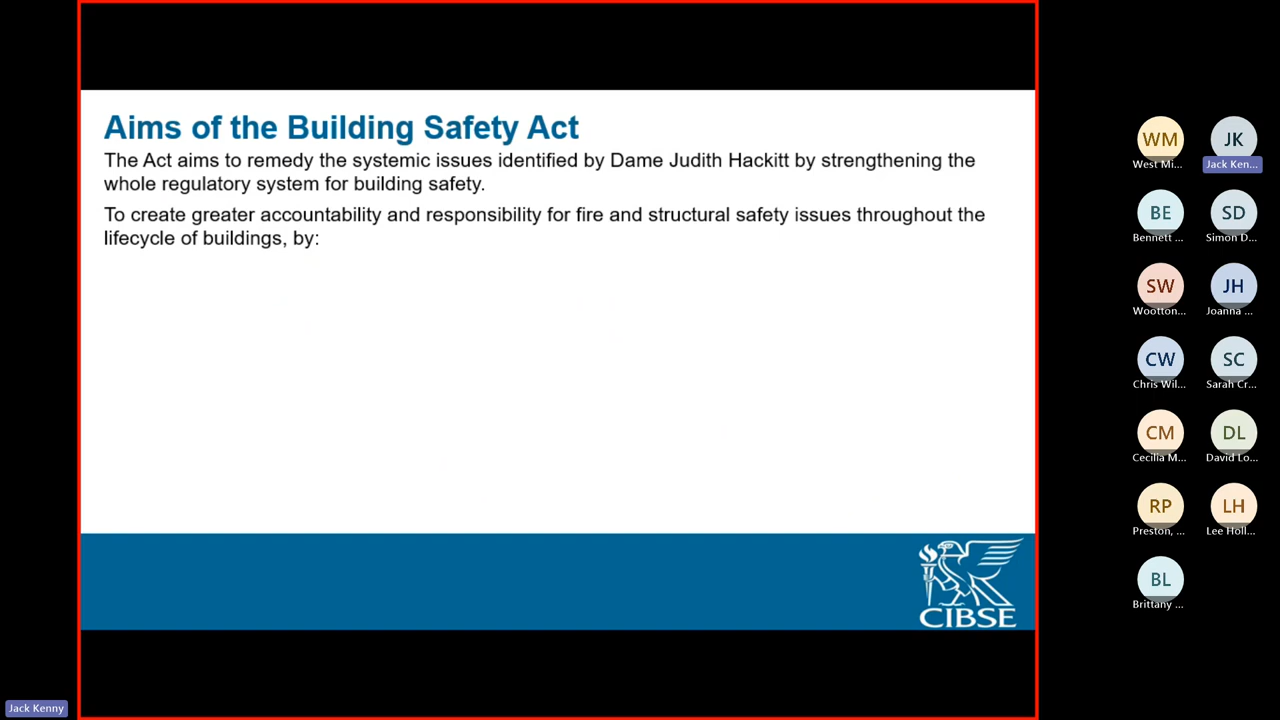 Aims of the Building Safety Act
The Act aims to remedy the systemic issues identified by Dame Judith Hackitt by strengthening the
whole regulatory system for building safety.
To create greater accountability and responsibility for fire and structural safety issues throughout the
lifecycle of buildings, by:
CIBSE
WM
West Mi...
JK
Jack Ken...
BE
Bennett ...
SD
Simon D...
SW
Wootton...
JH
Joanna ...
CW
Chris Wil...
SC
Sarah Cr...
CM
Cecilia M...
DL
David Lo...
RP
Preston, ...
LH
Lee Holl...
BL
Brittany ...
Jack Kenny